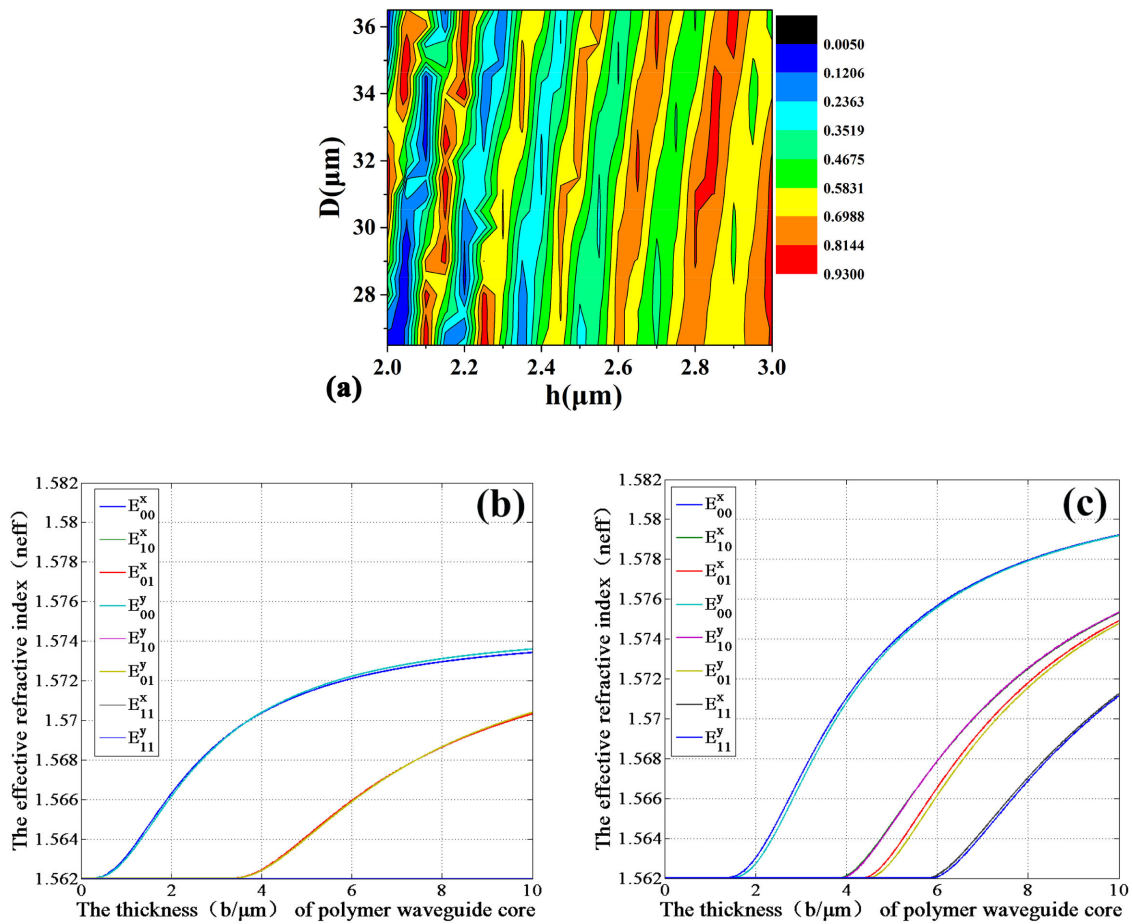 36
34
32
30
28
D(μm)
2.0
2.2
2.4
2.6
2.8
3.0
h(μm)
(a)
0.0050
0.1206
0.2363
0.3519
0.4675
0.5831
0.6988
0.8144
0.9300
(b)
The effective refractive index（neff）
1.582
1.58
1.578
1.576
1.574
1.572
1.57
1.568
1.566
1.564
1.562
E^x_00
E^x_10
E^x_01
E^y_00
E^y_10
E^y_01
E^x_11
E^y_11
0
2
4
6
8
10
The thickness（b/μm） of polymer waveguide core
(c)
The effective refractive index（neff）
1.582
1.58
1.578
1.576
1.574
1.572
1.57
1.568
1.566
1.564
1.562
E^x_00
E^x_10
E^x_01
E^y_00
E^y_10
E^y_01
E^x_11
E^y_11
0
2
4
6
8
10
The thickness（b/μm） of polymer waveguide core